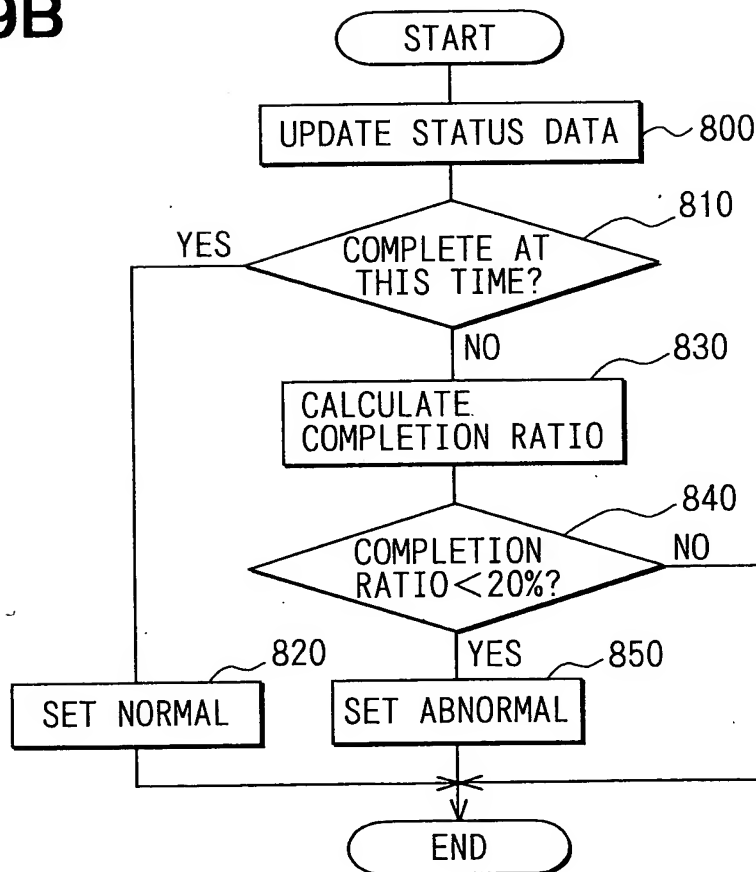 9B
START
UPDATE STATUS DATA
800
810
YES
COMPLETE AT
THIS TIME?
NO
830
CALCULATE
COMPLETION RATIO
840
COMPLETION
RATIO<20%?
NO
YES
820
850
SET NORMAL
SET ABNORMAL
END